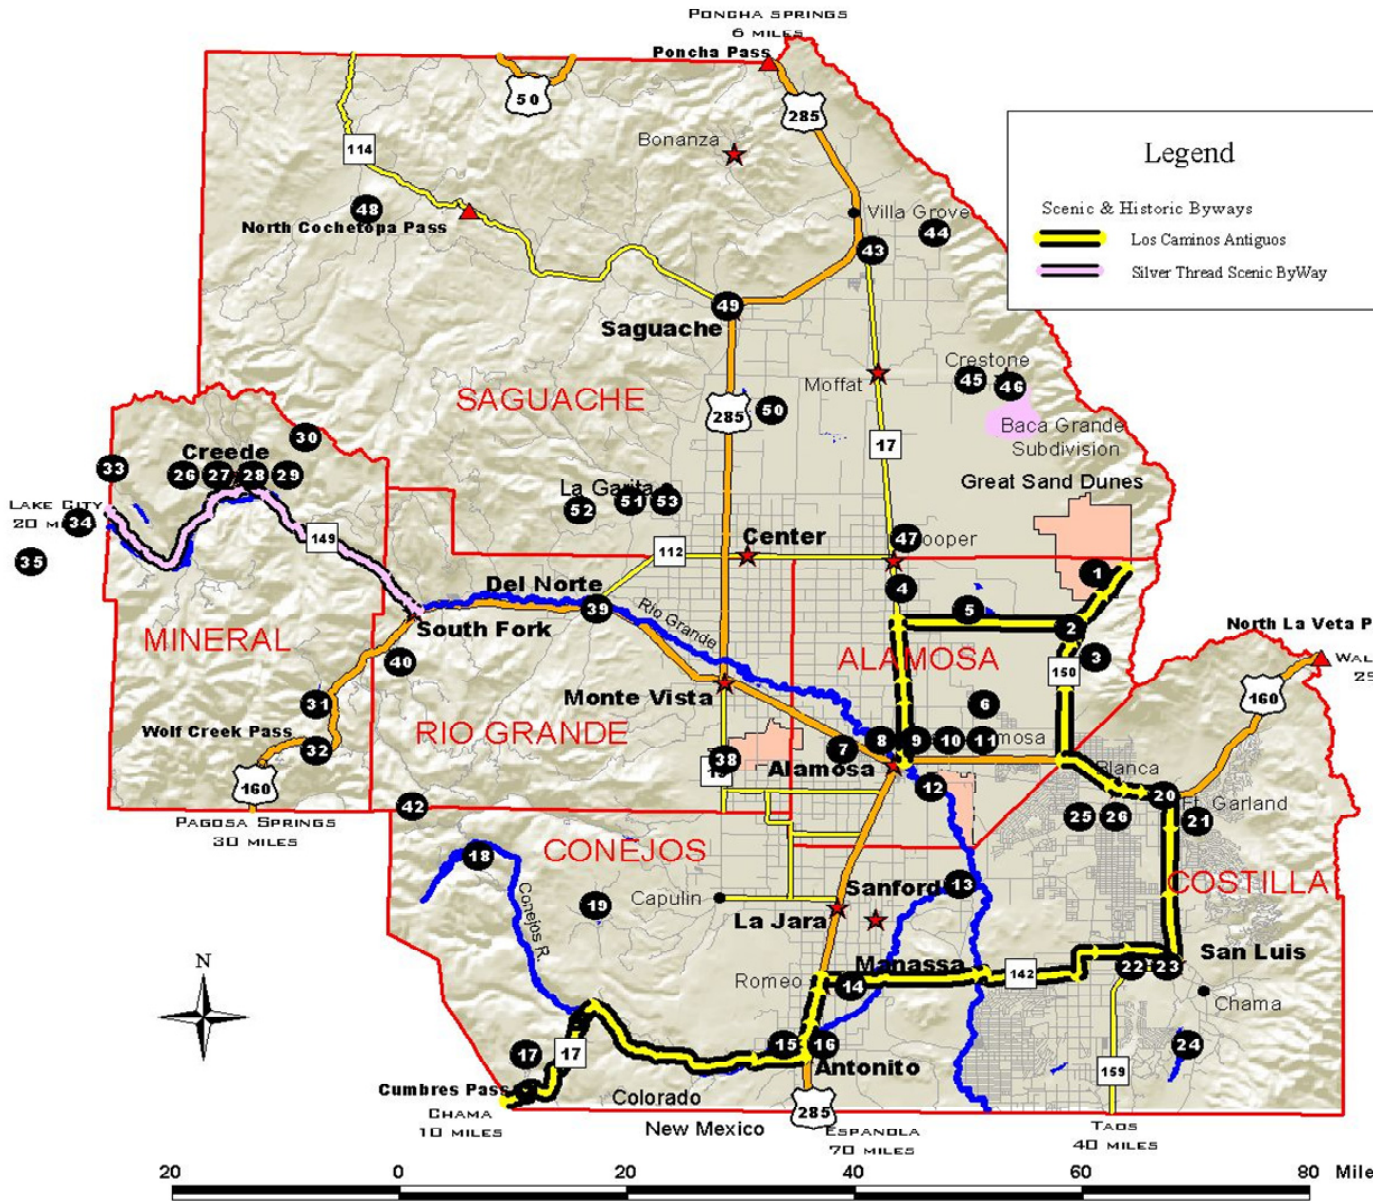 PONCHA SPRINGS
6 MILES
Poncha Pass
50
285
Legend
Scenic & Historic Byways
Los Caminos Antiguos
Silver Thread Scenic ByWay
Bonanza
114
48
North Cochetopa Pass
Villa Grove
44
43
49
Saguache
Crestone
Moffat
45
46
SAGUACHE
285
50
Baca Grande
Subdivision
17
30
Creede
33
26
27
28
29
Great Sand Dunes
La Garita
51
53
52
LAKE CITY
20
34
35
149
112
Center
47
ooper
Del Norte
39
Rio Grande
4
5
1
2
South Fork
MINERAL
40
ALAMOSA
150
3
North La Veta P
WAL
25
160
Monte Vista
31
6
RIO GRANDE
Wolf Creek Pass
32
7
8
9
10
11
mosa
38
Alamosa
Blanca
12
20
Ft. Garland
160
42
25
26
21
PAGOSA SPRINGS
30 MILES
CONEJOS
18
Sanford
13
COSTILLA
19
Capulin
La Jara
Conejos R.
San Luis
Manassa
22
23
Romeo
14
142
Chama
N
15
16
24
17
17
Antonito
159
Cumbres Pass
Colorado
CHAMA
10 MILES
285
New Mexico
ESPANOLA
70 MILES
TAOS
40 MILES
20
0
20
40
60
80
Mile